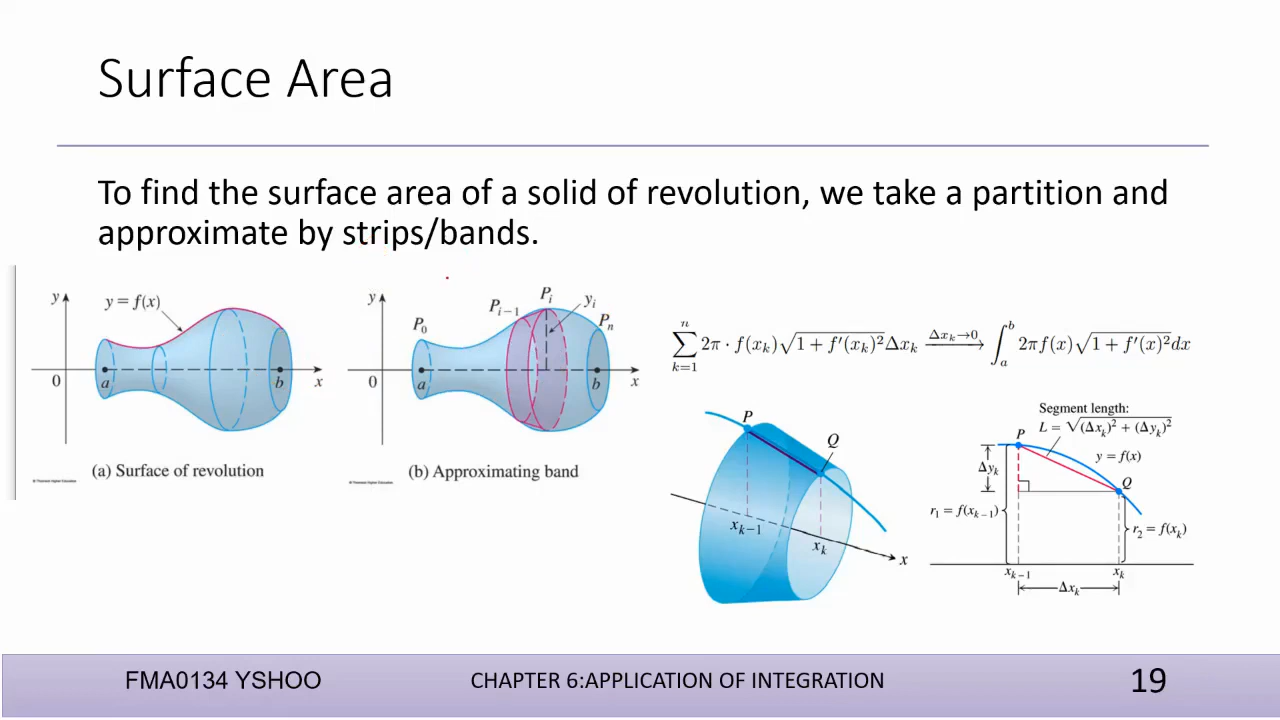 Surface Area
To find the surface area of a solid of revolution, we take a partition and
approximate by strips/bands.
y
y = f(x)
0
a
b
x
(a) Surface of revolution
y
P₀
Pᵢ₋₁
Pᵢ
yᵢ
Pₙ
0
a
b
x
(b) Approximating band
∑ₖ₌₁ⁿ 2π · f(xₖ)√(1 + f′(xₖ)²)Δxₖ —Δxₖ→0→ ∫ₐᵇ 2πf(x)√(1 + f′(x)²)dx
P
Q
xₖ₋₁
xₖ
x
Segment length:
L = √((Δxₖ)² + (Δyₖ)²)
P
y = f(x)
Δyₖ
Q
r₁ = f(xₖ₋₁)
r₂ = f(xₖ)
xₖ₋₁
xₖ
Δxₖ
FMA0134 YSHOO
CHAPTER 6:APPLICATION OF INTEGRATION
19